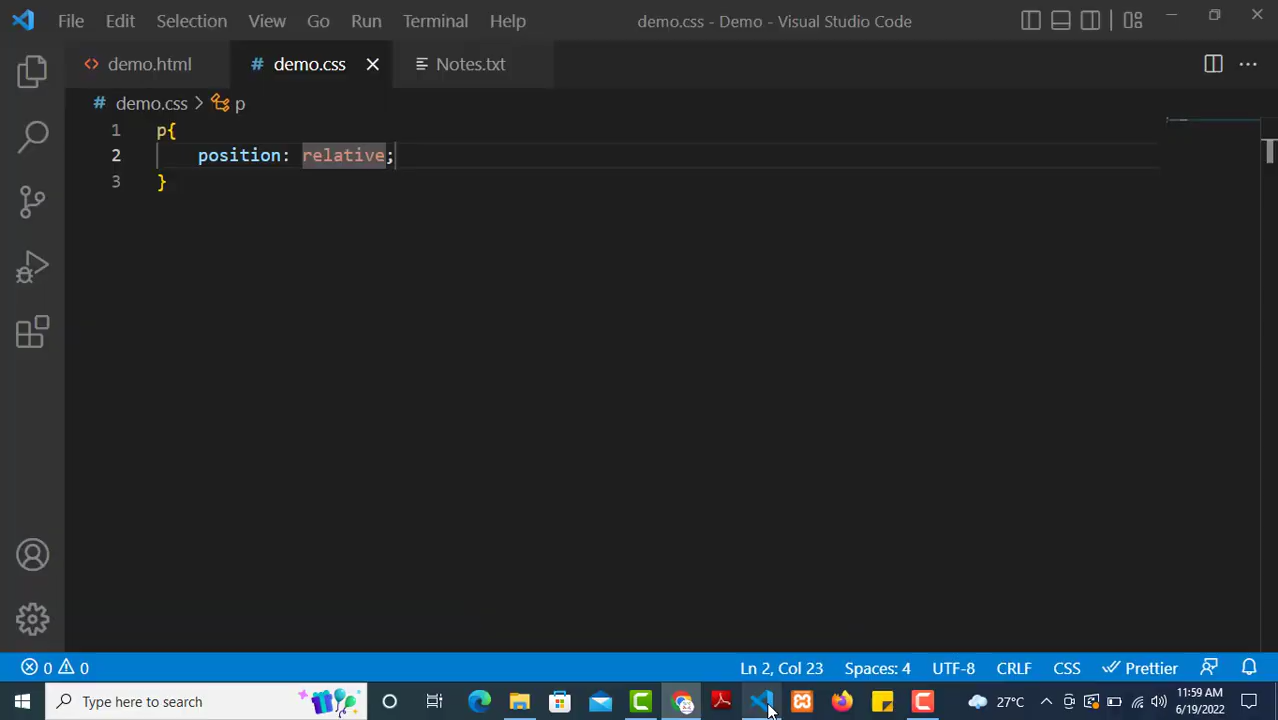 File Edit Selection View Go Run Terminal Help demo.css - Demo - Visual Studio Code
demo.html demo.css Notes.txt
demo.css p
1 p{
2 position: relative;
3 }
0 0 Ln 2, Col 23 Spaces: 4 UTF-8 CRLF CSS Prettier
Type here to search 27°C 11:59 AM
6/19/2022